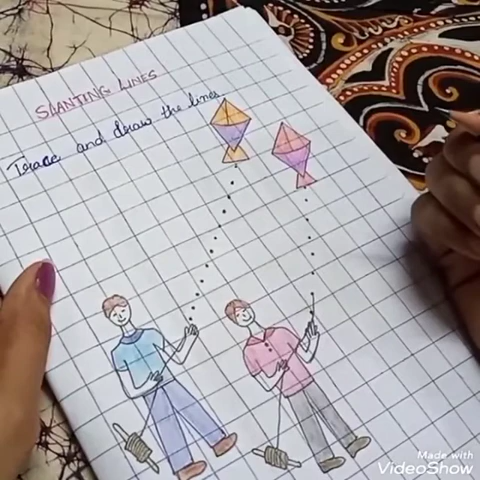 SLANTING LINES
Trace and draw the lines
Made with
VideoShow